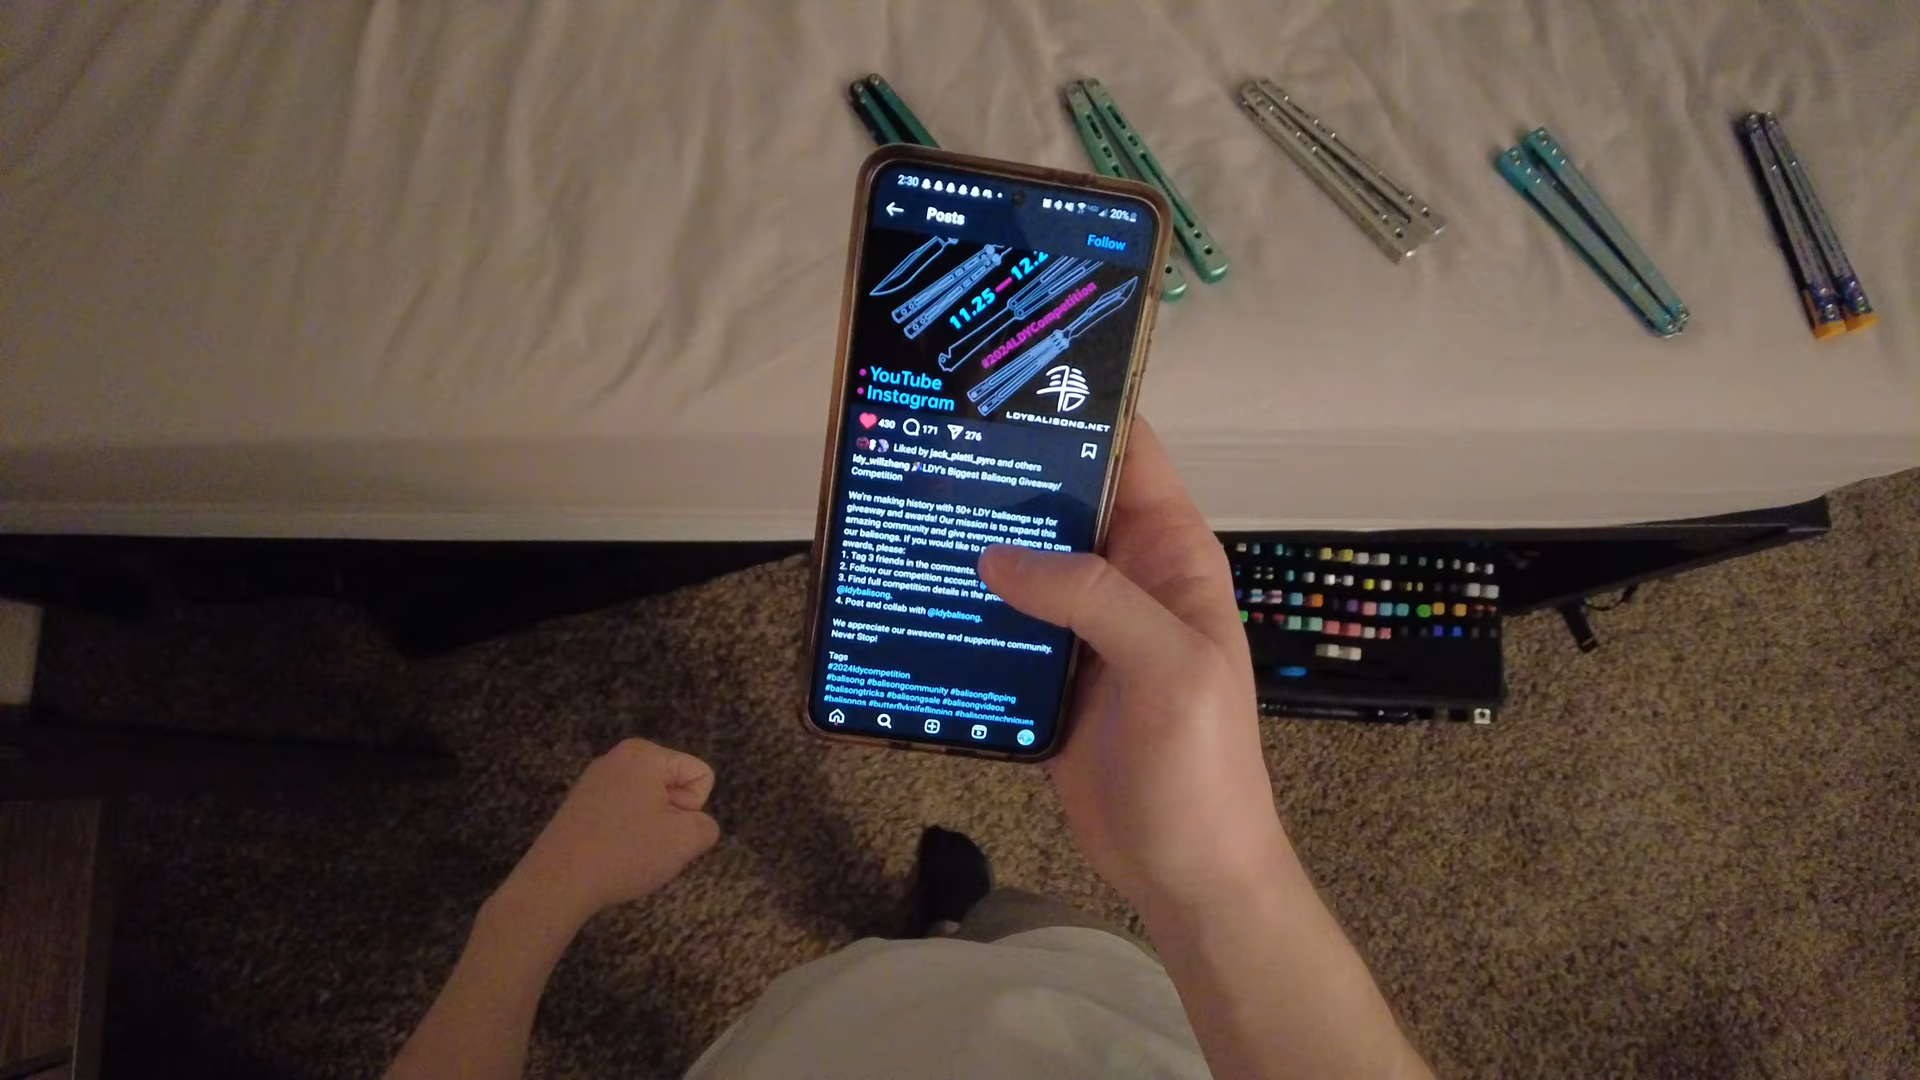 2:30
20%
Posts
Follow
11.25 — 12.2
#2024LDYCompetition
• YouTube
• Instagram
LDYBALISONG.NET
430 171 276
Liked by jack_piatti_pyro and others
ldy_willzhang 🎉LDY's Biggest Balisong Giveaway/
Competition
We're making history with 50+ LDY balisongs up for
giveaway and awards! Our mission is to expand this
amazing community and give everyone a chance to own
our balisongs. If you would like to
awards, please:
1. Tag 3 friends in the comments.
2. Follow our competition account:
3. Find full competition details in the
@ldybalisong.
4. Post and collab with @ldybalisong.
We appreciate our awesome and supportive community.
Never Stop!
Tags
#2024ldycompetition
#balisong #balisongcommunity #balisongflipping
#balisongtricks #balisongsale #balisongvideos
#balisongs #butterflyknifeflipping #balisongtechniques